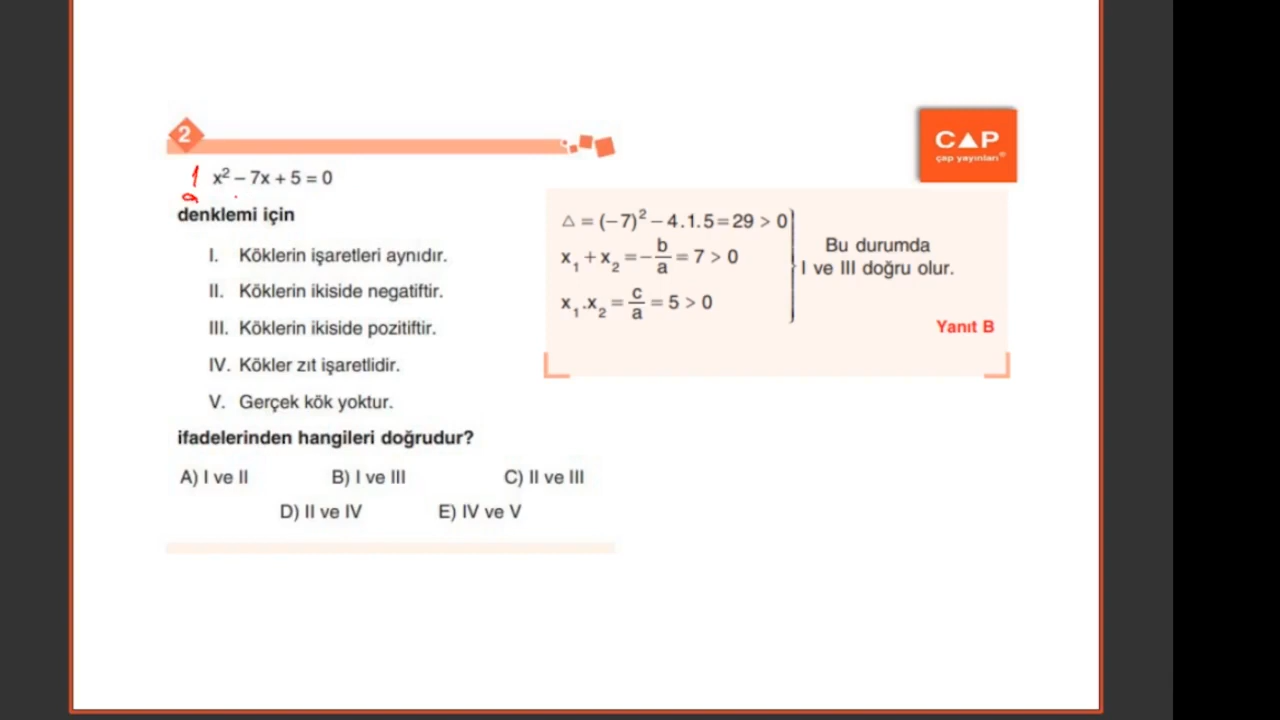 2
CAP
çap yayınları®
1 x² – 7x + 5 = 0
a
denklemi için
I. Köklerin işaretleri aynıdır.
II. Köklerin ikiside negatiftir.
III. Köklerin ikiside pozitiftir.
IV. Kökler zıt işaretlidir.
V. Gerçek kök yoktur.
ifadelerinden hangileri doğrudur?
A) I ve II B) I ve III C) II ve III
D) II ve IV E) IV ve V
△ = (–7)² – 4.1.5 = 29 > 0
x₁ + x₂ = – b/a = 7 > 0
x₁.x₂ = c/a = 5 > 0
Bu durumda
I ve III doğru olur.
Yanıt B